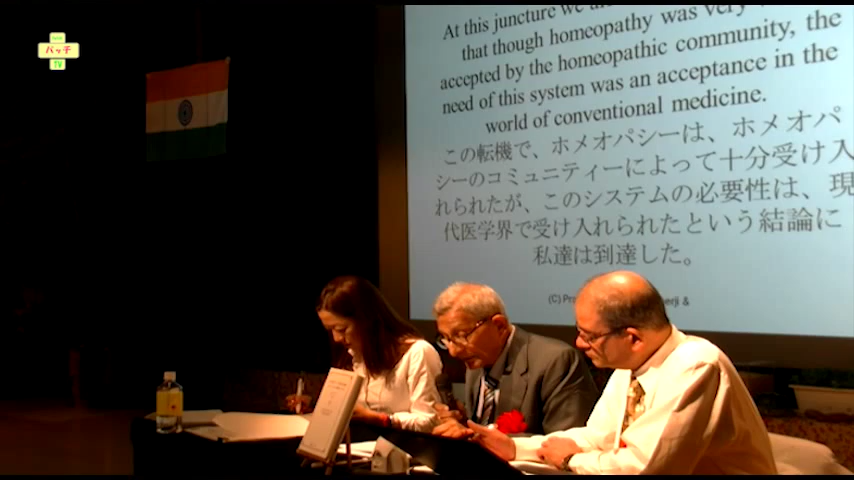 バッチ
TV
At this juncture we
that though homeopathy was very
accepted by the homeopathic community, the
need of this system was an acceptance in the
world of conventional medicine.
この転機で、ホメオパシーは、ホメオパ
シーのコミュニティーによって十分受け入
れられたが、このシステムの必要性は、現
代医学界で受け入れられたという結論に
私達は到達した。
(C) Pro erji &